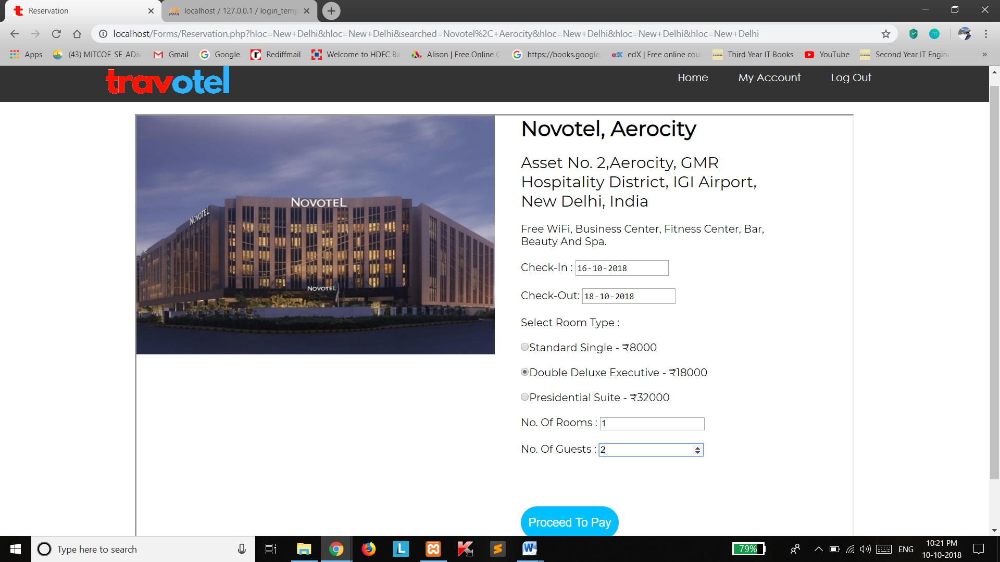 Reservation
localhost / 127.0.0.1 / login_temp
localhost/Forms/Reservation.php?hloc=New+Delhi&hloc=New+Delhi&searched=Novotel%2C+Aerocity&hloc=New+Delhi&hloc=New+Delhi&hloc=New+Delhi
Apps (43) MITCOE_SE_ADiv Gmail Google Rediffmail Welcome to HDFC Ba Alison | Free Online C https://books.google. edX | Free online cou Third Year IT Books YouTube Second Year IT Engin »
travotel
Home My Account Log Out
NOVOTEL
NOVOTEL
NOVOTEL
Novotel, Aerocity
Asset No. 2,Aerocity, GMR
Hospitality District, IGI Airport,
New Delhi, India
Free WiFi, Business Center, Fitness Center, Bar,
Beauty And Spa.
Check-In : 16-10-2018
Check-Out: 18-10-2018
Select Room Type :
Standard Single - ₹8000
Double Deluxe Executive - ₹18000
Presidential Suite - ₹32000
No. Of Rooms : 1
No. Of Guests : 2
Proceed To Pay
Type here to search
79%
ENG
10:21 PM
10-10-2018